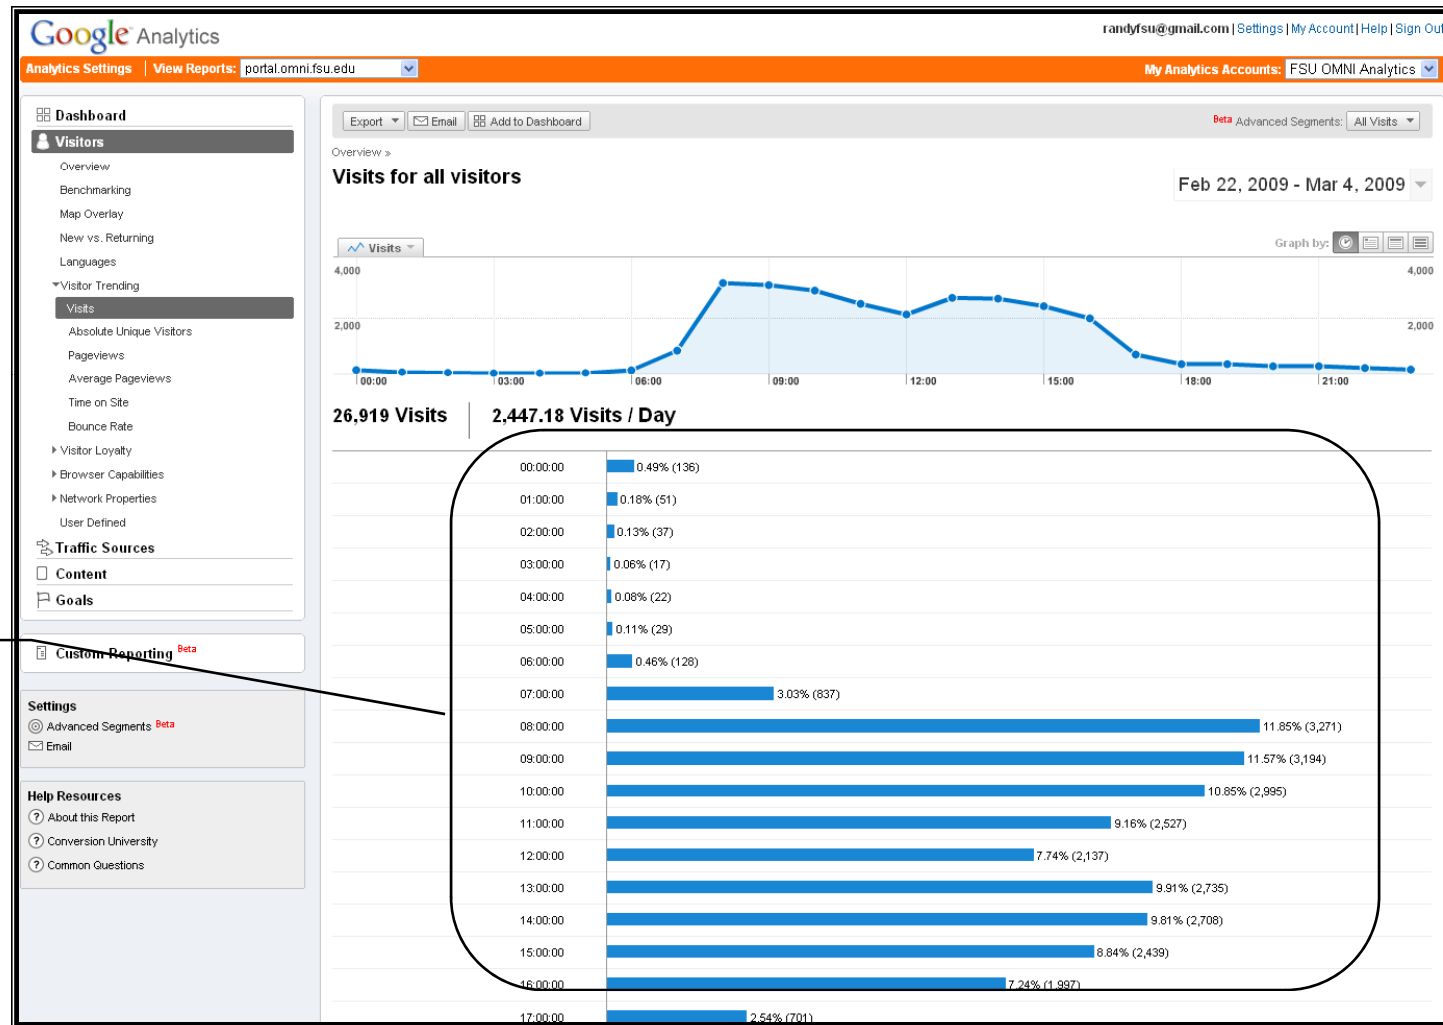 Google Analytics
randyfsu@gmail.com | Settings | My Account | Help | Sign Out
Analytics Settings | View Reports: portal.omni.fsu.edu
My Analytics Accounts: FSU OMNI Analytics
Dashboard
Visitors
Overview
Benchmarking
Map Overlay
New vs. Returning
Languages
Visitor Trending
Visits
Absolute Unique Visitors
Pageviews
Average Pageviews
Time on Site
Bounce Rate
Visitor Loyalty
Browser Capabilities
Network Properties
User Defined
Traffic Sources
Content
Goals
Custom Reporting Beta
Settings
Advanced Segments Beta
Email
Help Resources
About this Report
Conversion University
Common Questions
Export Email Add to Dashboard
Beta Advanced Segments: All Visits
Overview »
Visits for all visitors
Feb 22, 2009 - Mar 4, 2009
Visits
Graph by:
4,000 4,000
2,000 2,000
00:00 03:00 06:00 09:00 12:00 15:00 18:00 21:00
26,919 Visits 2,447.18 Visits / Day
00:00:00 0.49% (136)
01:00:00 0.18% (51)
02:00:00 0.13% (37)
03:00:00 0.06% (17)
04:00:00 0.08% (22)
05:00:00 0.11% (29)
06:00:00 0.46% (128)
07:00:00 3.03% (837)
08:00:00 11.85% (3,271)
09:00:00 11.57% (3,194)
10:00:00 10.85% (2,995)
11:00:00 9.16% (2,527)
12:00:00 7.74% (2,137)
13:00:00 9.91% (2,735)
14:00:00 9.81% (2,708)
15:00:00 8.84% (2,439)
16:00:00 7.24% (1,997)
17:00:00 2.54% (701)